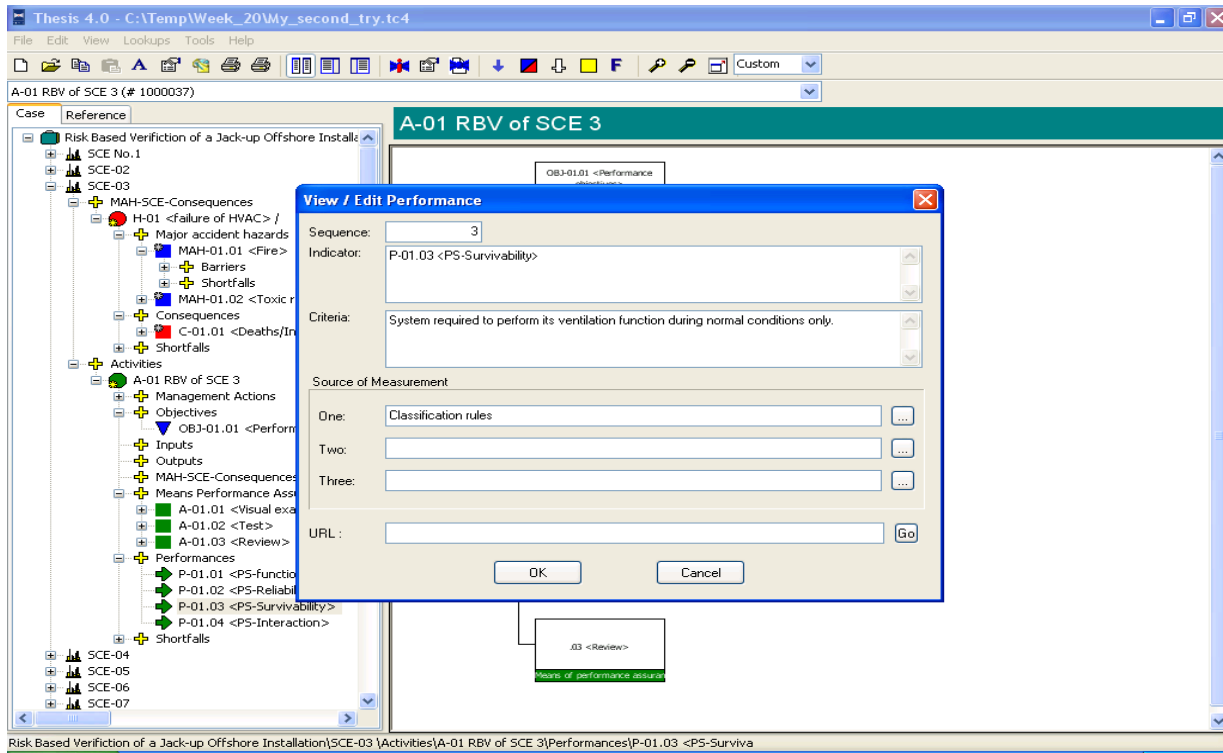 Thesis 4.0 - C:\Temp\Week_20\My_second_try.tc4
File Edit View Lookups Tools Help
Custom
A-01 RBV of SCE 3 (# 1000037)
Case Reference
Risk Based Verifiction of a Jack-up Offshore Installa
SCE No.1
SCE-02
SCE-03
MAH-SCE-Consequences
H-01 <failure of HVAC> /
Major accident hazards
MAH-01.01 <Fire>
Barriers
Shortfalls
MAH-01.02 <Toxic r
Consequences
C-01.01 <Deaths/In
Shortfalls
Activities
A-01 RBV of SCE 3
Management Actions
Objectives
OBJ-01.01 <Perform
Inputs
Outputs
MAH-SCE-Consequences
Means Performance Assu
A-01.01 <Visual exa
A-01.02 <Test>
A-01.03 <Review>
Performances
P-01.01 <PS-functio
P-01.02 <PS-Reliabil
P-01.03 <PS-Survivability>
P-01.04 <PS-Interaction>
Shortfalls
SCE-04
SCE-05
SCE-06
SCE-07
A-01 RBV of SCE 3
OBJ-01.01 <Performance
objectives>
View / Edit Performance
Sequence: 3
Indicator: P-01.03 <PS-Survivability>
Criteria: System required to perform its ventilation function during normal conditions only.
Source of Measurement
One: Classification rules ...
Two: ...
Three: ...
URL : Go
OK Cancel
.03 <Review>
Means of performance assuran
Risk Based Verifiction of a Jack-up Offshore Installation\SCE-03 \Activities\A-01 RBV of SCE 3\Performances\P-01.03 <PS-Surviva